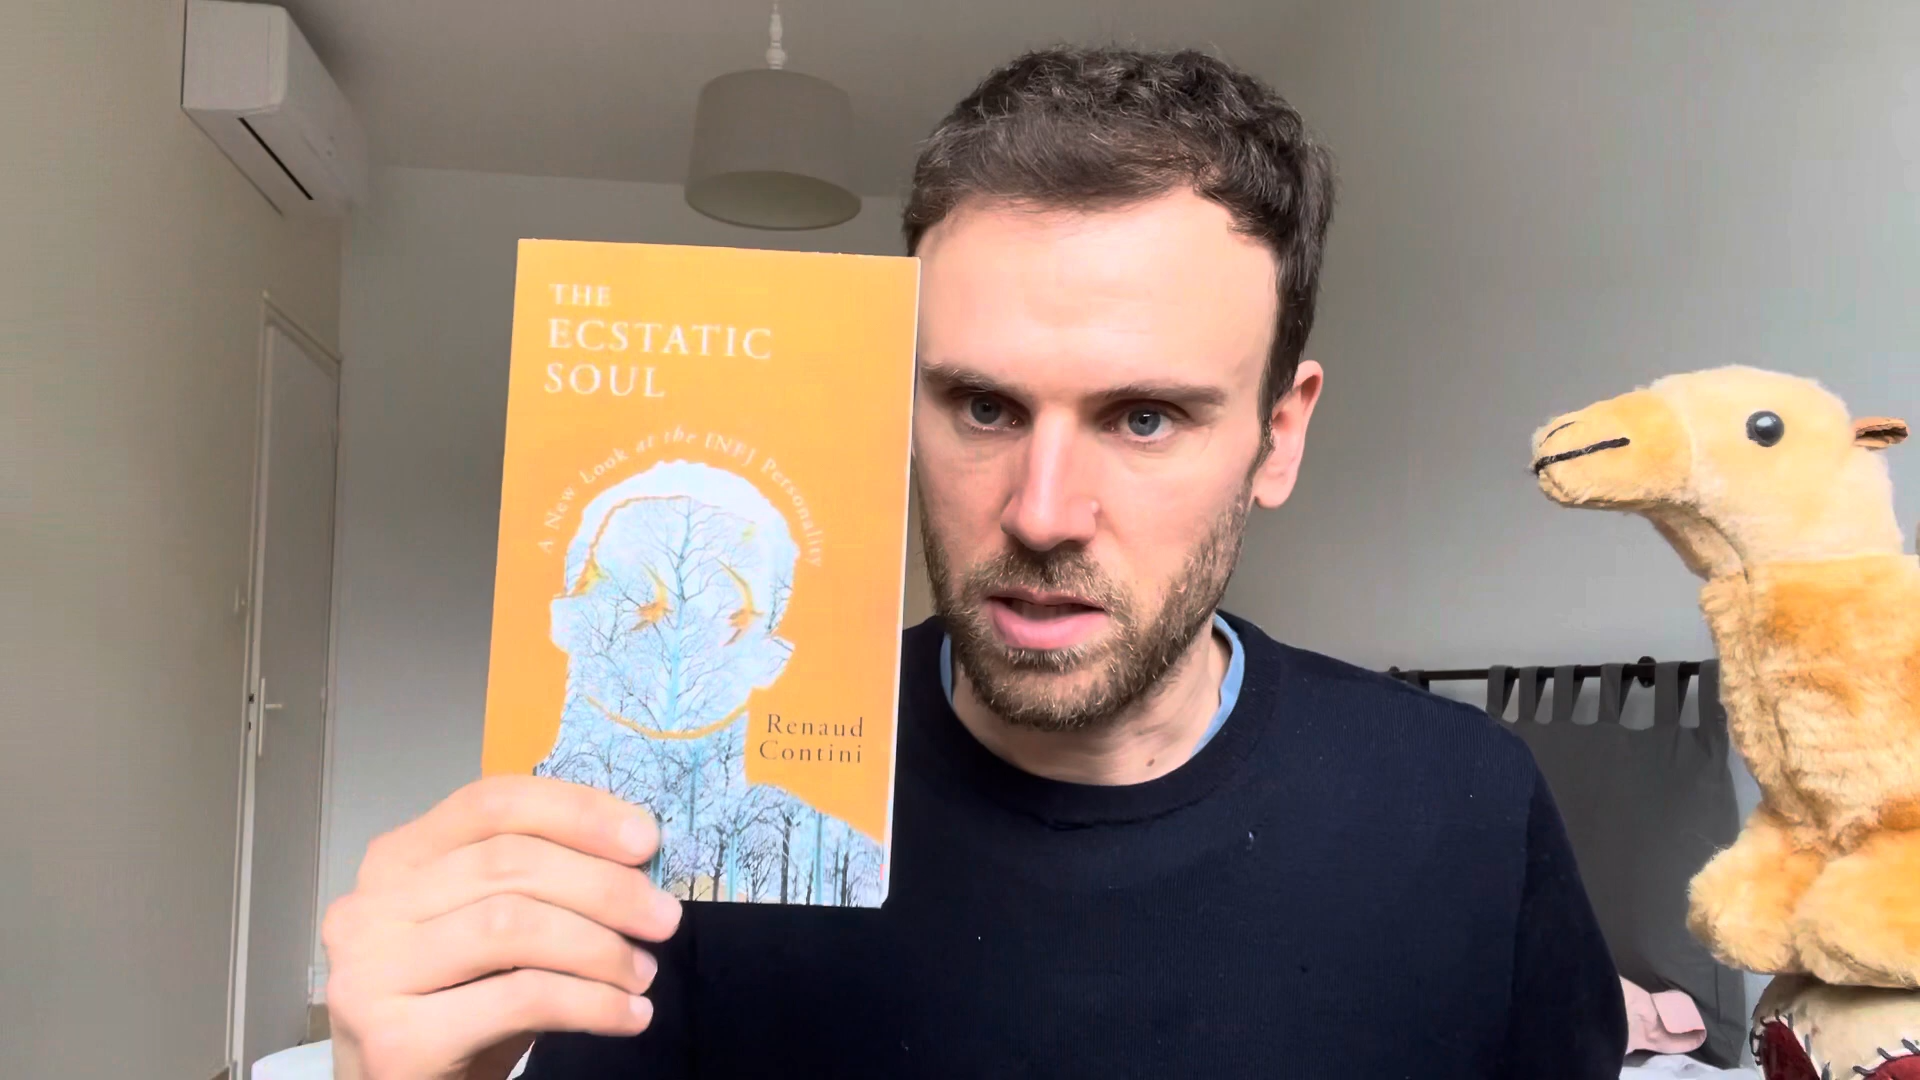 THE
ECSTATIC
SOUL
A New Look at the INFJ Personality
Renaud
Contini